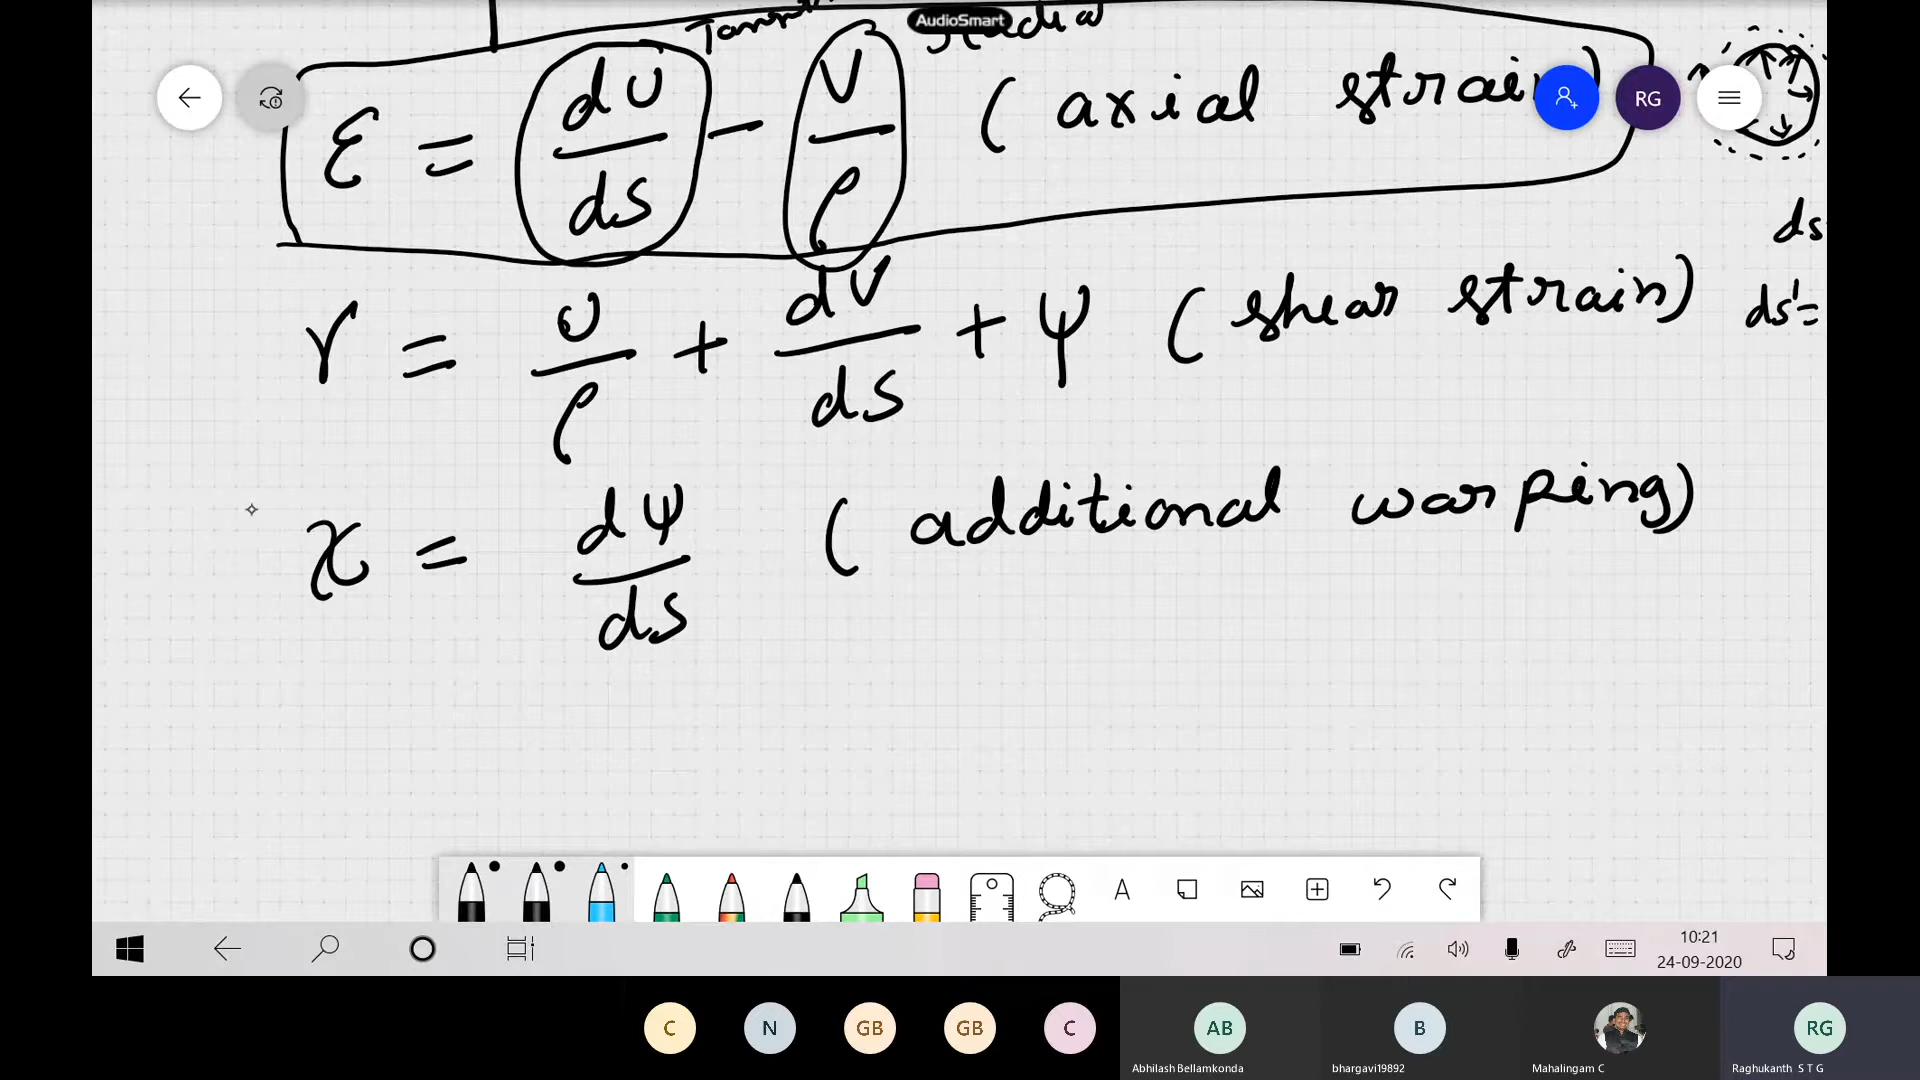 AudioSmart
ε = du/ds - v/ρ (axial strain)
RG
ds
γ = u/ρ + dv/ds + ψ (shear strain)
ds' =
χ = dψ/ds (additional warping)
A
10:21
24-09-2020
C N GB GB C AB B RG
Abhilash Bellamkonda bhargavi19892 Mahalingam C Raghukanth S T G